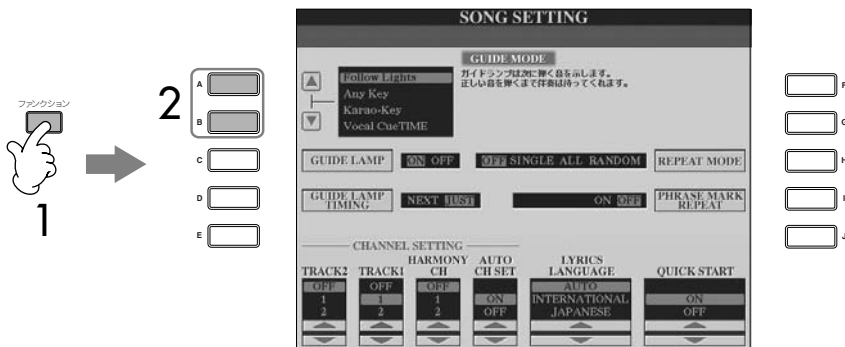 SONG SETTING
GUIDE MODE
Follow Lights
Any Key
Karao-Key
Vocal CueTIME
ガイドランプは次に弾く音を示します。
正しい音を弾くまで伴奏は待ってくれます。
ファンクション
1
2
A
B
C
D
E
F
G
H
I
J
GUIDE LAMP ON OFF
OFF SINGLE ALL RANDOM REPEAT MODE
GUIDE LAMP TIMING NEXT JUST
ON OFF PHRASE MARK REPEAT
CHANNEL SETTING
TRACK2 TRACK1 HARMONY CH AUTO CH SET LYRICS LANGUAGE QUICK START
OFF OFF OFF AUTO
1 1 1 ON INTERNATIONAL ON
2 2 2 OFF JAPANESE OFF